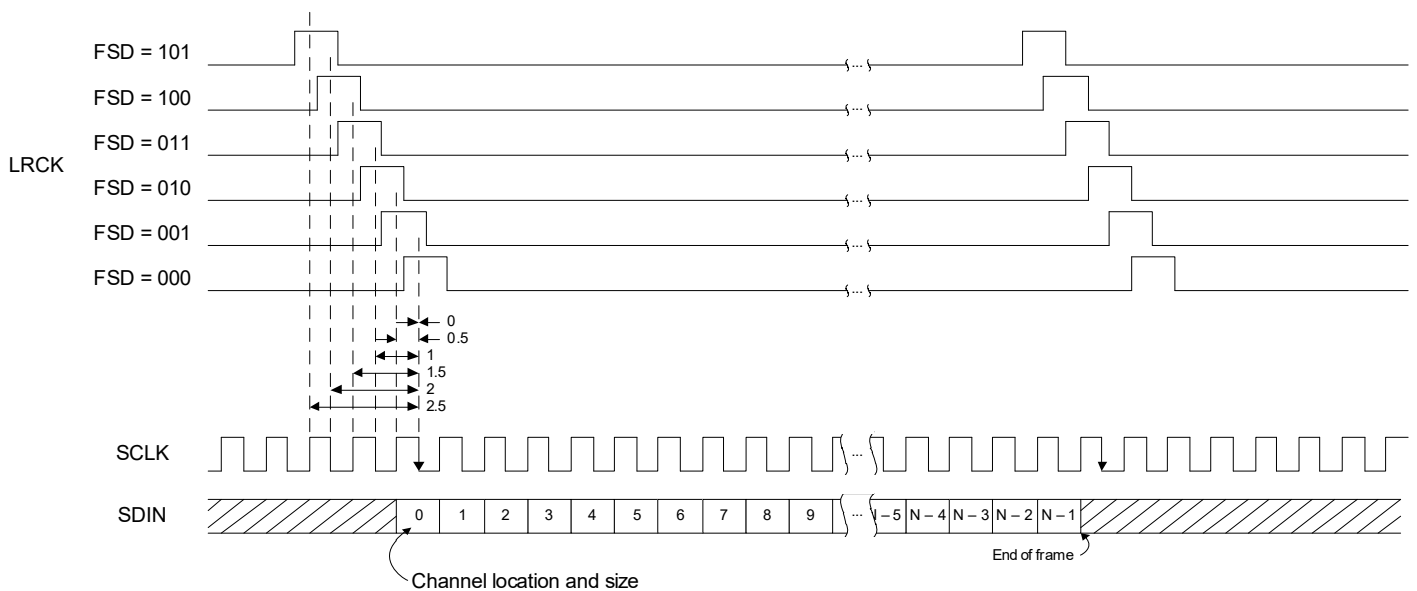 FSD = 101
...
...
FSD = 100
...
...
LRCK
FSD = 011
...
...
FSD = 010
...
...
FSD = 001
...
...
FSD = 000
...
...
0
0.5
1
1.5
2
2.5
SCLK
...
SDIN
0 1 2 3 4 5 6 7 8 9 ... N – 5 N – 4 N – 3 N – 2 N – 1
End of frame
Channel location and size